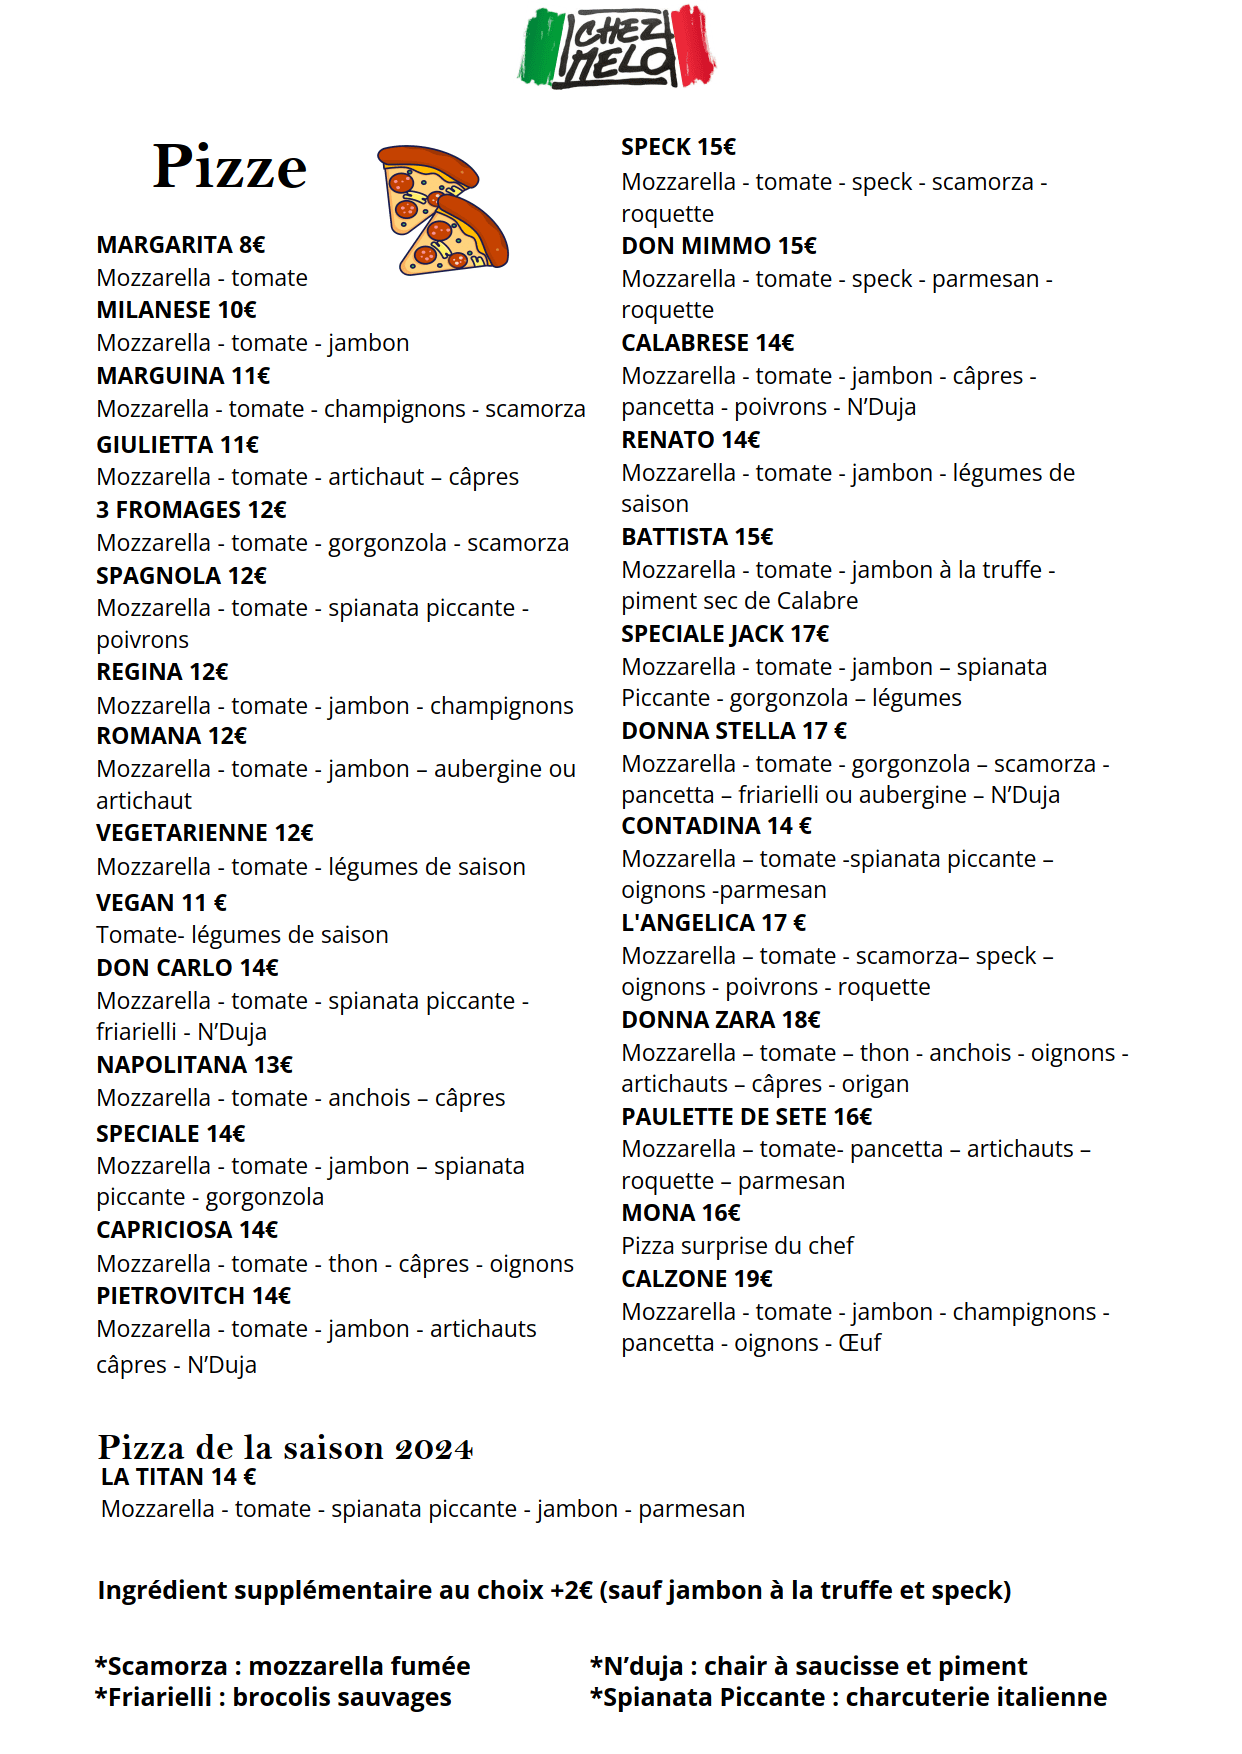 CHEZ
MELO
Pizze
MARGARITA 8€
Mozzarella - tomate
MILANESE 10€
Mozzarella - tomate - jambon
MARGUINA 11€
Mozzarella - tomate - champignons - scamorza
GIULIETTA 11€
Mozzarella - tomate - artichaut – câpres
3 FROMAGES 12€
Mozzarella - tomate - gorgonzola - scamorza
SPAGNOLA 12€
Mozzarella - tomate - spianata piccante -
poivrons
REGINA 12€
Mozzarella - tomate - jambon - champignons
ROMANA 12€
Mozzarella - tomate - jambon – aubergine ou
artichaut
VEGETARIENNE 12€
Mozzarella - tomate - légumes de saison
VEGAN 11 €
Tomate- légumes de saison
DON CARLO 14€
Mozzarella - tomate - spianata piccante -
friarielli - N’Duja
NAPOLITANA 13€
Mozzarella - tomate - anchois – câpres
SPECIALE 14€
Mozzarella - tomate - jambon – spianata
piccante - gorgonzola
CAPRICIOSA 14€
Mozzarella - tomate - thon - câpres - oignons
PIETROVITCH 14€
Mozzarella - tomate - jambon - artichauts
câpres - N’Duja
SPECK 15€
Mozzarella - tomate - speck - scamorza -
roquette
DON MIMMO 15€
Mozzarella - tomate - speck - parmesan -
roquette
CALABRESE 14€
Mozzarella - tomate - jambon - câpres -
pancetta - poivrons - N’Duja
RENATO 14€
Mozzarella - tomate - jambon - légumes de
saison
BATTISTA 15€
Mozzarella - tomate - jambon à la truffe -
piment sec de Calabre
SPECIALE JACK 17€
Mozzarella - tomate - jambon – spianata
Piccante - gorgonzola – légumes
DONNA STELLA 17 €
Mozzarella - tomate - gorgonzola – scamorza -
pancetta – friarielli ou aubergine – N’Duja
CONTADINA 14 €
Mozzarella – tomate -spianata piccante –
oignons -parmesan
L'ANGELICA 17 €
Mozzarella – tomate - scamorza– speck –
oignons - poivrons - roquette
DONNA ZARA 18€
Mozzarella – tomate – thon - anchois - oignons -
artichauts – câpres - origan
PAULETTE DE SETE 16€
Mozzarella – tomate- pancetta – artichauts –
roquette – parmesan
MONA 16€
Pizza surprise du chef
CALZONE 19€
Mozzarella - tomate - jambon - champignons -
pancetta - oignons - Œuf
Pizza de la saison 2024
LA TITAN 14 €
Mozzarella - tomate - spianata piccante - jambon - parmesan
Ingrédient supplémentaire au choix +2€ (sauf jambon à la truffe et speck)
*Scamorza : mozzarella fumée
*Friarielli : brocolis sauvages
*N’duja : chair à saucisse et piment
*Spianata Piccante : charcuterie italienne